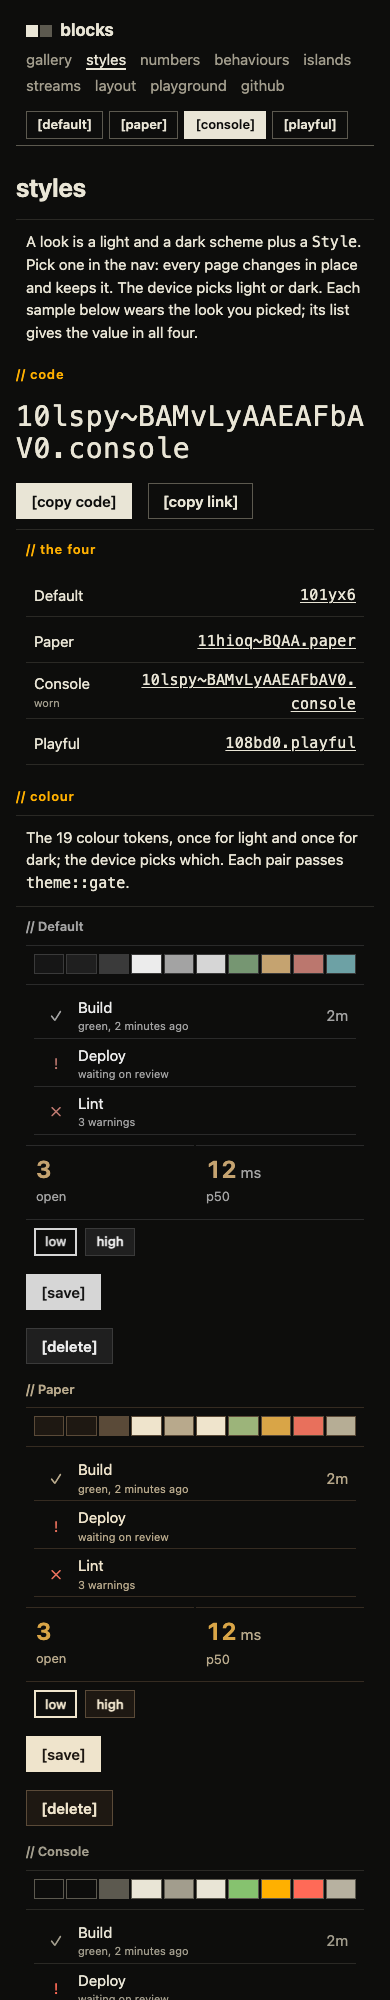 blocks
gallery styles numbers behaviours islands
streams layout playground github
[default] [paper] [console] [playful]
styles
A look is a light and a dark scheme plus a Style.
Pick one in the nav: every page changes in place
and keeps it. The device picks light or dark. Each
sample below wears the look you picked; its list
gives the value in all four.
// code
10lspy~BAMvLyAAEAFbA
V0.console
[copy code] [copy link]
// the four
Default 101yx6
Paper 11hioq~BQAA.paper
Console 10lspy~BAMvLyAAEAFbAV0.
worn console
Playful 108bd0.playful
// colour
The 19 colour tokens, once for light and once for
dark; the device picks which. Each pair passes
theme::gate.
// Default
Build 2m
green, 2 minutes ago
! Deploy
waiting on review
Lint
3 warnings
3 12 ms
open p50
low high
[save]
[delete]
// Paper
Build 2m
green, 2 minutes ago
! Deploy
waiting on review
Lint
3 warnings
3 12 ms
open p50
low high
[save]
[delete]
// Console
Build 2m
green, 2 minutes ago
! Deploy
waiting on review